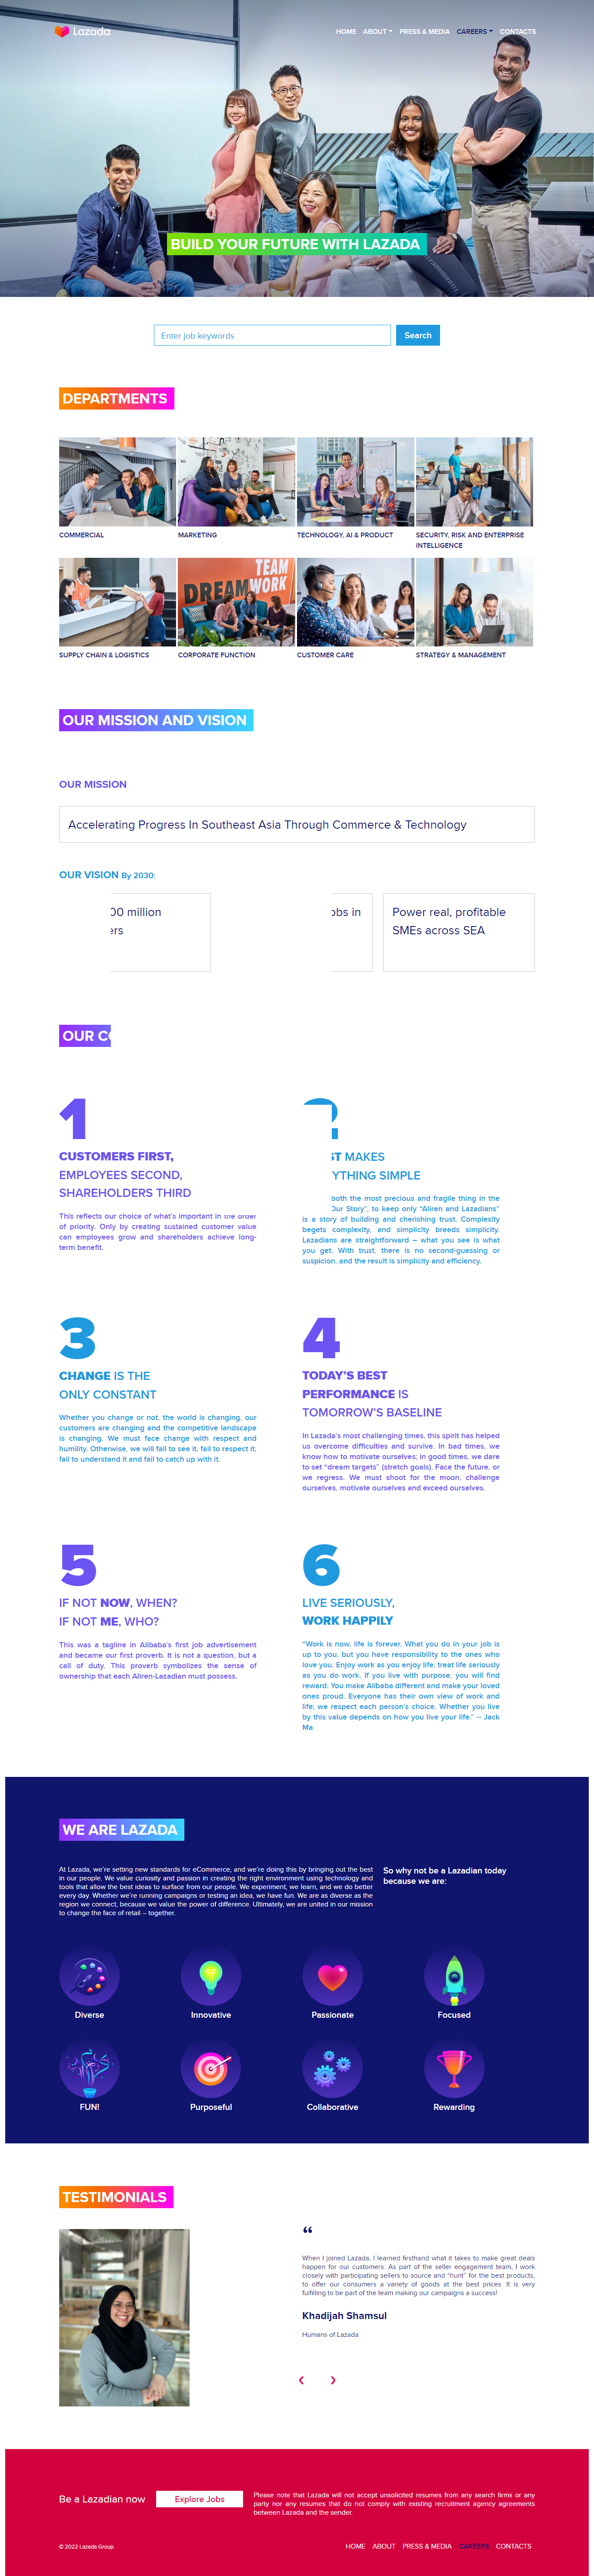 Lazada
HOME ABOUT PRESS & MEDIA CAREERS CONTACTS
BUILD YOUR FUTURE WITH LAZADA
Enter job keywords
Search
DEPARTMENTS
COMMERCIAL
MARKETING
TECHNOLOGY, AI & PRODUCT
SECURITY, RISK AND ENTERPRISE
INTELLIGENCE
DREAM TEAM WORK
SUPPLY CHAIN & LOGISTICS
CORPORATE FUNCTION
CUSTOMER CARE
STRATEGY & MANAGEMENT
OUR MISSION AND VISION
OUR MISSION
Accelerating Progress In Southeast Asia Through Commerce & Technology
OUR VISION By 2030:
00 million
ers
obs in
Power real, profitable
SMEs across SEA
OUR CO
1
CUSTOMERS FIRST,
EMPLOYEES SECOND,
SHAREHOLDERS THIRD
This reflects our choice of what's important in the order
of priority. Only by creating sustained customer value
can employees grow and shareholders achieve long-
term benefit.
2
ST MAKES
YTHING SIMPLE
both the most precious and fragile thing in the
Our Story", to keep only "Aliren and Lazadians"
is a story of building and cherishing trust. Complexity
begets complexity, and simplicity breeds simplicity.
Lazadians are straightforward – what you see is what
you get. With trust, there is no second-guessing or
suspicion, and the result is simplicity and efficiency.
3
CHANGE IS THE
ONLY CONSTANT
Whether you change or not, the world is changing, our
customers are changing and the competitive landscape
is changing. We must face change with respect and
humility. Otherwise, we will fail to see it, fail to respect it,
fail to understand it and fail to catch up with it.
4
TODAY'S BEST
PERFORMANCE IS
TOMORROW'S BASELINE
In Lazada's most challenging times, this spirit has helped
us overcome difficulties and survive. In bad times, we
know how to motivate ourselves; in good times, we dare
to set "dream targets" (stretch goals). Face the future, or
we regress. We must shoot for the moon, challenge
ourselves, motivate ourselves and exceed ourselves.
5
IF NOT NOW, WHEN?
IF NOT ME, WHO?
This was a tagline in Alibaba's first job advertisement
and became our first proverb. It is not a question, but a
call of duty. This proverb symbolizes the sense of
ownership that each Aliren-Lazadian must possess.
6
LIVE SERIOUSLY,
WORK HAPPILY
"Work is now, life is forever. What you do in your job is
up to you, but you have responsibility to the ones who
love you. Enjoy work as you enjoy life; treat life seriously
as you do work. If you live with purpose, you will find
reward. You make Alibaba different and make your loved
ones proud. Everyone has their own view of work and
life; we respect each person's choice. Whether you live
by this value depends on how you live your life." – Jack
Ma
WE ARE LAZADA
At Lazada, we're setting new standards for eCommerce, and we're doing this by bringing out the best
in our people. We value curiosity and passion in creating the right environment using technology and
tools that allow the best ideas to surface from our people. We experiment, we learn, and we do better
every day. Whether we're running campaigns or testing an idea, we have fun. We are as diverse as the
region we connect, because we value the power of difference. Ultimately, we are united in our mission
to change the face of retail – together.
So why not be a Lazadian today
because we are:
Diverse
Innovative
Passionate
Focused
FUN!
Purposeful
Collaborative
Rewarding
TESTIMONIALS
“
When I joined Lazada, I learned firsthand what it takes to make great deals
happen for our customers. As part of the seller engagement team, I work
closely with participating sellers to source and "hunt" for the best products,
to offer our consumers a variety of goods at the best prices. It is very
fulfilling to be part of the team making our campaigns a success!
Khadijah Shamsul
Humans of Lazada
Be a Lazadian now
Explore Jobs
Please note that Lazada will not accept unsolicited resumes from any search firms or any
party nor any resumes that do not comply with existing recruitment agency agreements
between Lazada and the sender.
© 2022 Lazada Group.
HOME ABOUT PRESS & MEDIA CAREERS CONTACTS